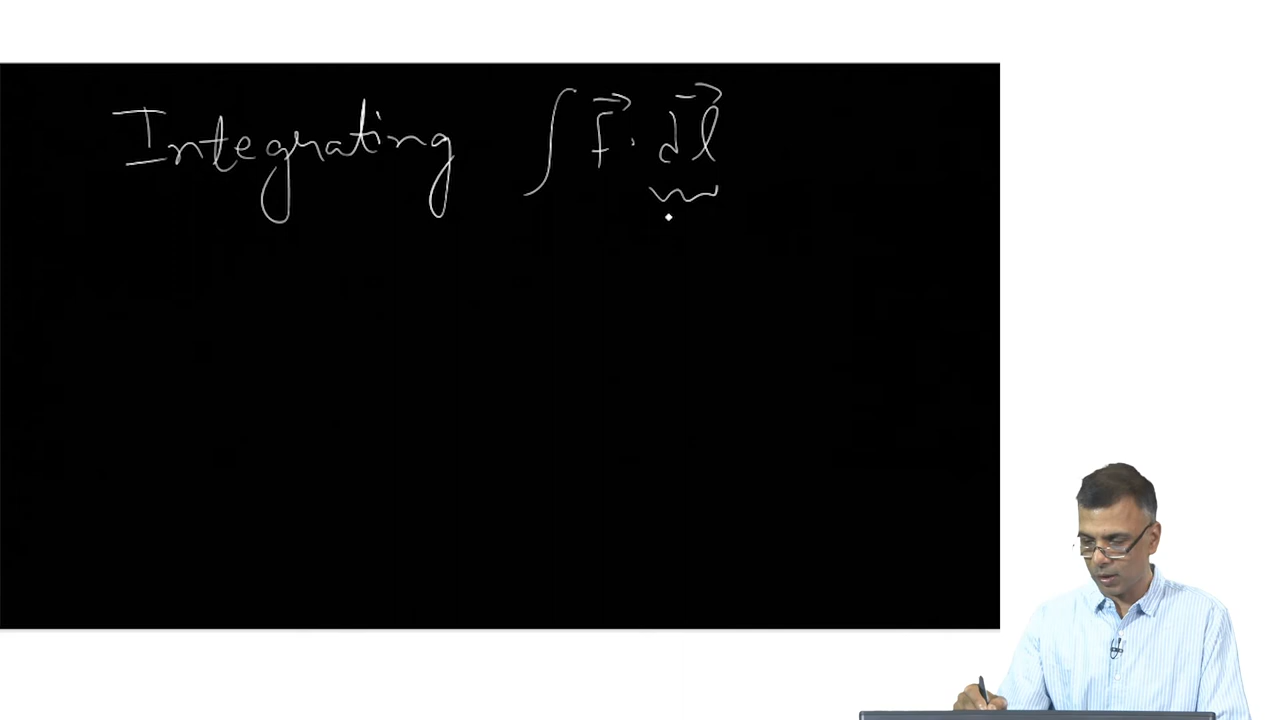 Integrating ∫ F⃗ · dl⃗